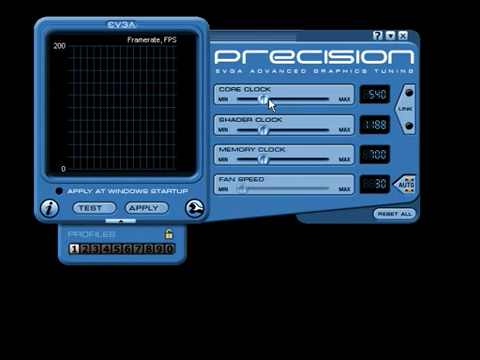 EVGA
Framerate, FPS
200
0
APPLY AT WINDOWS STARTUP
i TEST APPLY
PROFILES
1 2 3 4 5 6 7 8 9 0
?
precision
EVGA ADVANCED GRAPHICS TUNING
CORE CLOCK
MIN MAX 540
LINK
SHADER CLOCK
MIN MAX 1188
MEMORY CLOCK
MIN MAX 700
FAN SPEED
MIN MAX 30 AUTO
RESET ALL